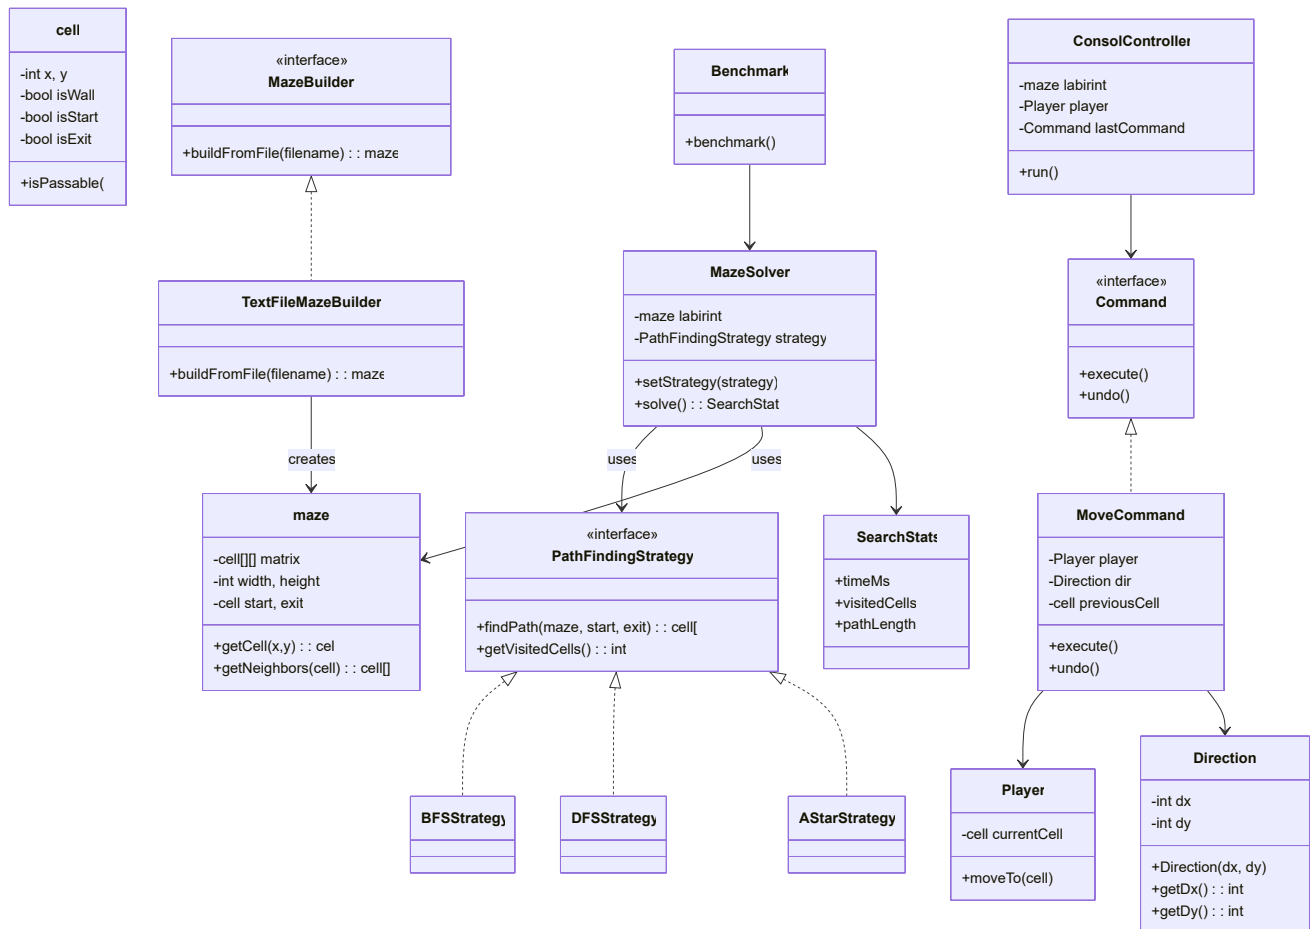 cell
-int x, y
-bool isWall
-bool isStart
-bool isExit
+isPassable(
«interface»
MazeBuilder
+buildFromFile(filename) : : maze
TextFileMazeBuilder
+buildFromFile(filename) : : maze
creates
maze
-cell[][] matrix
-int width, height
-cell start, exit
+getCell(x,y) : : cel
+getNeighbors(cell) : : cell[]
Benchmark
+benchmark()
MazeSolver
-maze labirint
-PathFindingStrategy strategy
+setStrategy(strategy)
+solve() : : SearchStat
uses
uses
«interface»
PathFindingStrategy
+findPath(maze, start, exit) : : cell[
+getVisitedCells() : : int
SearchStats
+timeMs
+visitedCells
+pathLength
BFSStrategy
DFSStrategy
AStarStrategy
ConsolController
-maze labirint
-Player player
-Command lastCommand
+run()
«interface»
Command
+execute()
+undo()
MoveCommand
-Player player
-Direction dir
-cell previousCell
+execute()
+undo()
Player
-cell currentCell
+moveTo(cell)
Direction
-int dx
-int dy
+Direction(dx, dy)
+getDx() : : int
+getDy() : : int